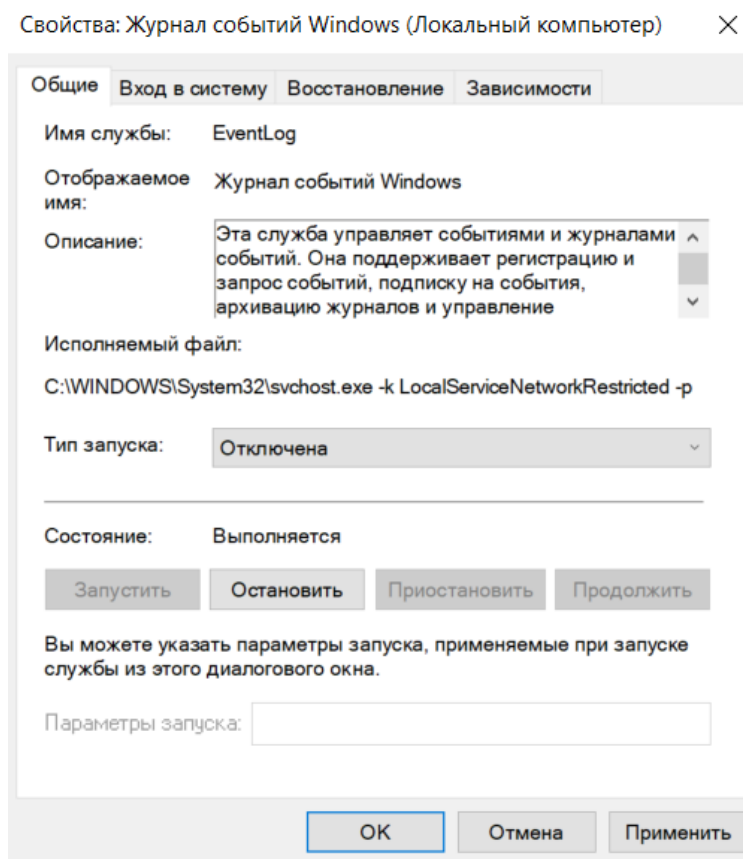 Свойства: Журнал событий Windows (Локальный компьютер)
Общие Вход в систему Восстановление Зависимости
Имя службы: EventLog
Отображаемое имя: Журнал событий Windows
Описание: Эта служба управляет событиями и журналами
событий. Она поддерживает регистрацию и
запрос событий, подписку на события,
архивацию журналов и управление
Исполняемый файл:
C:\WINDOWS\System32\svchost.exe -k LocalServiceNetworkRestricted -p
Тип запуска: Отключена
Состояние: Выполняется
Запустить Остановить Приостановить Продолжить
Вы можете указать параметры запуска, применяемые при запуске
службы из этого диалогового окна.
Параметры запуска:
OK Отмена Применить